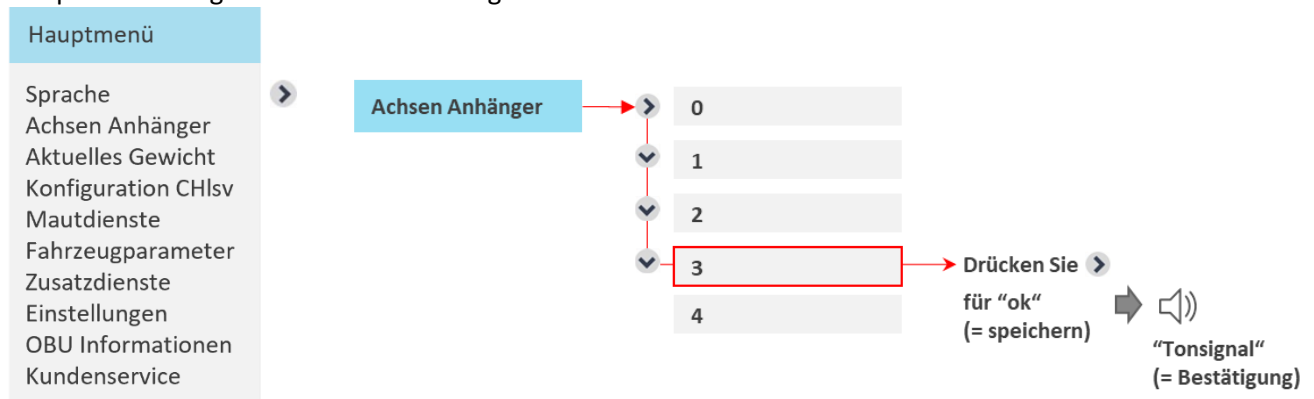 Hauptmenü
Sprache
Achsen Anhänger
Aktuelles Gewicht
Konfiguration CHlsv
Mautdienste
Fahrzeugparameter
Zusatzdienste
Einstellungen
OBU Informationen
Kundenservice
Achsen Anhänger
0
1
2
3
4
Drücken Sie
für "ok“
(= speichern)
"Tonsignal“
(= Bestätigung)